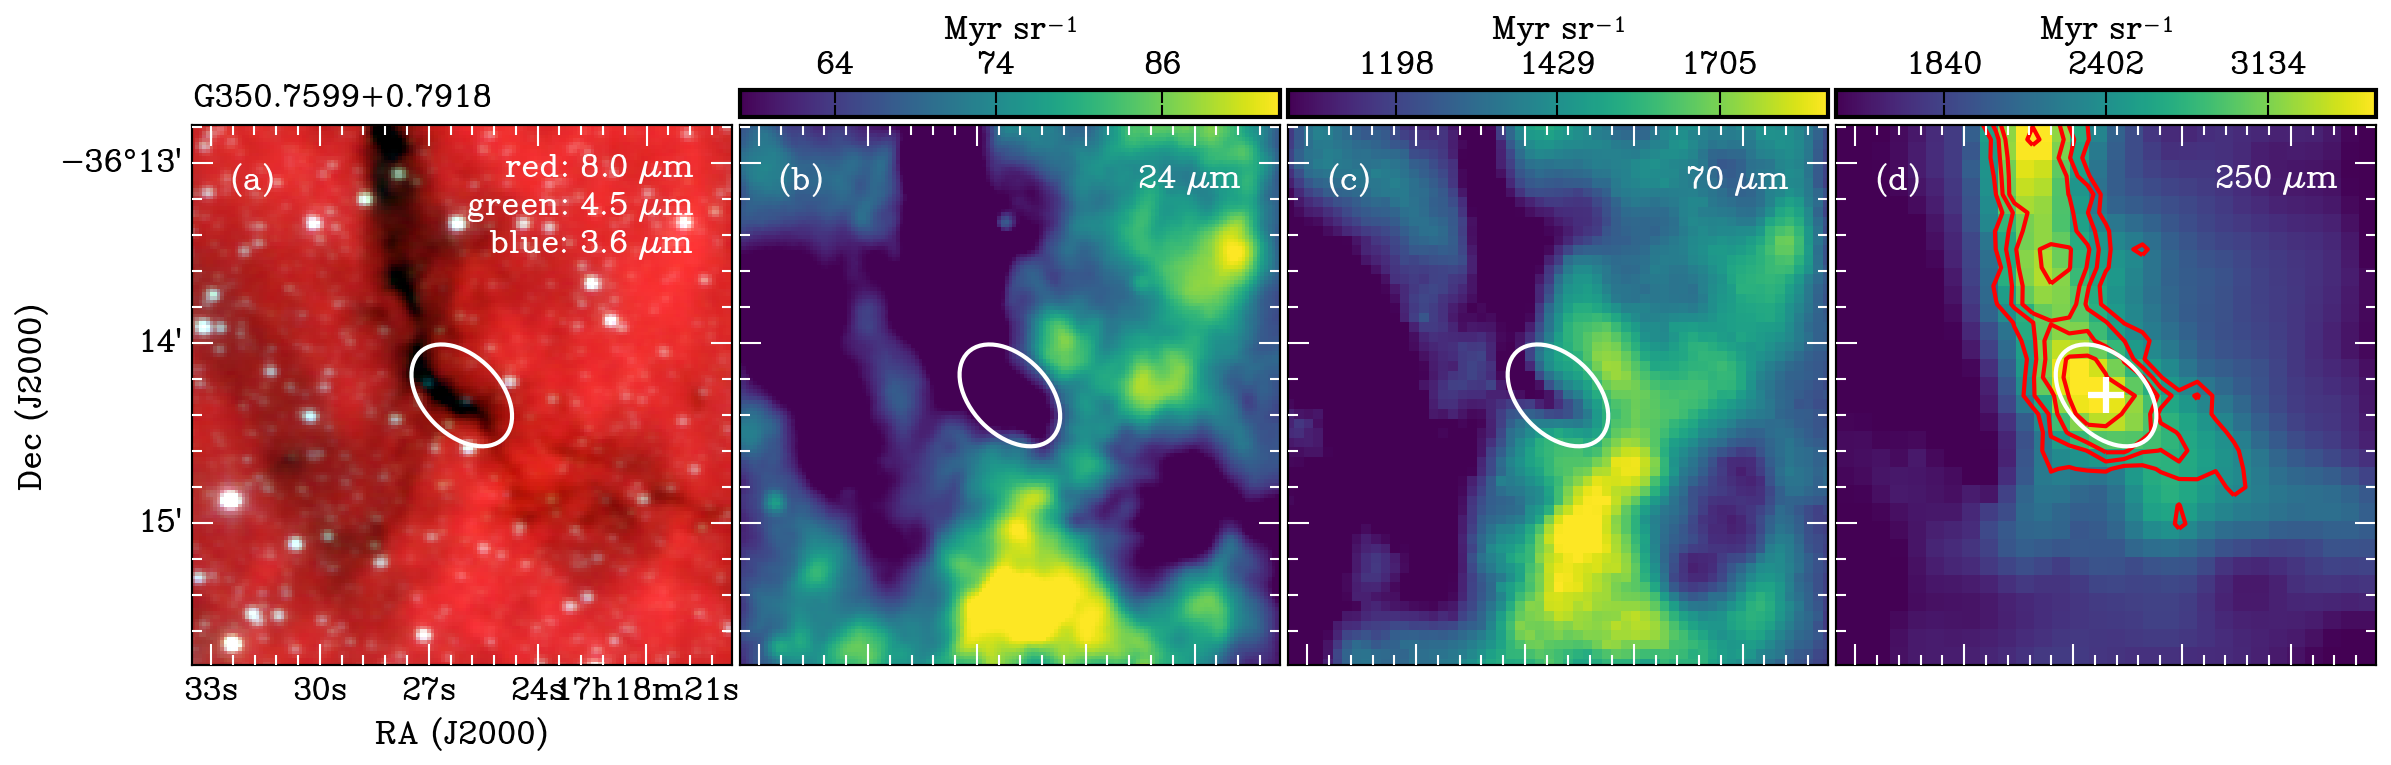 Myr sr⁻¹
64 74 86
Myr sr⁻¹
1198 1429 1705
Myr sr⁻¹
1840 2402 3134
G350.7599+0.7918
(a)
red: 8.0 μm
green: 4.5 μm
blue: 3.6 μm
(b)
24 μm
(c)
70 μm
(d)
250 μm
−36°13'
14'
15'
Dec (J2000)
33s 30s 27s 24s 17h18m21s
RA (J2000)